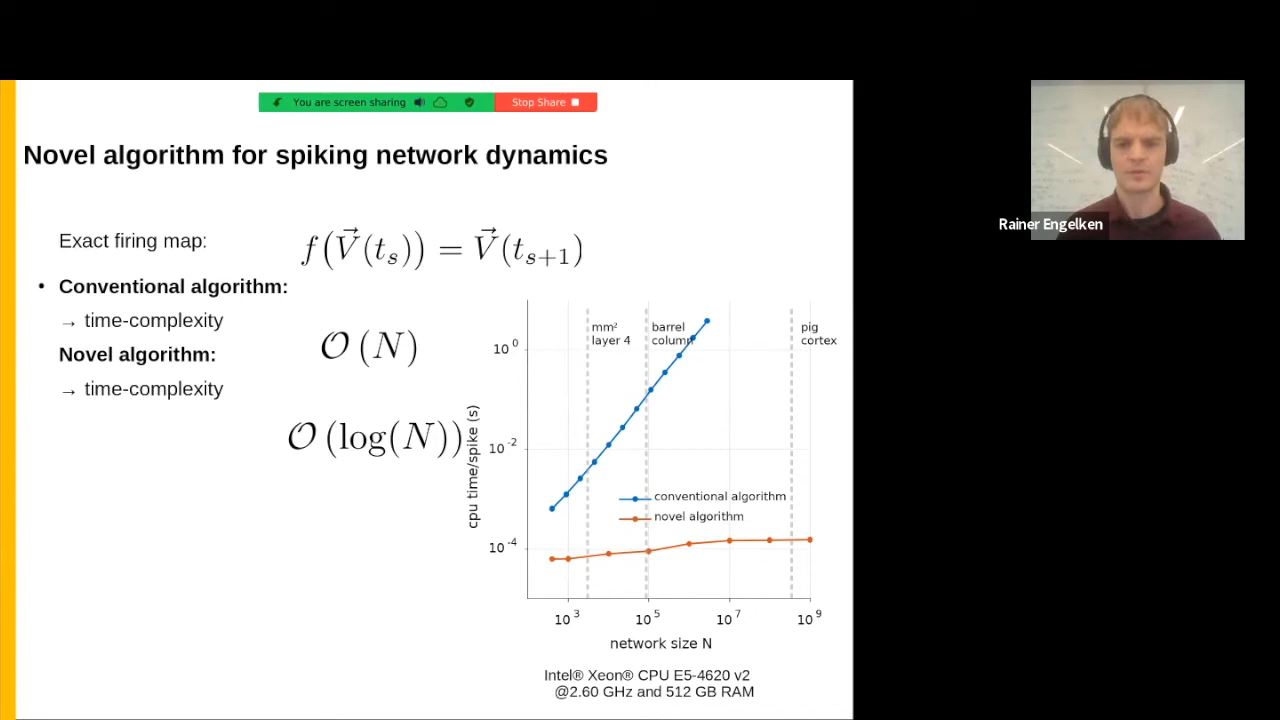 You are screen sharing
Stop Share
Novel algorithm for spiking network dynamics
Exact firing map:
f(V⃗(tₛ)) = V⃗(tₛ₊₁)
• Conventional algorithm:
→ time-complexity
O (N)
Novel algorithm:
→ time-complexity
O (log(N))
mm²
layer 4
barrel
column
pig
cortex
10⁰
10⁻²
10⁻⁴
cpu time/spike (s)
conventional algorithm
novel algorithm
10³
10⁵
10⁷
10⁹
network size N
Intel® Xeon® CPU E5-4620 v2
@2.60 GHz and 512 GB RAM
Rainer Engelken